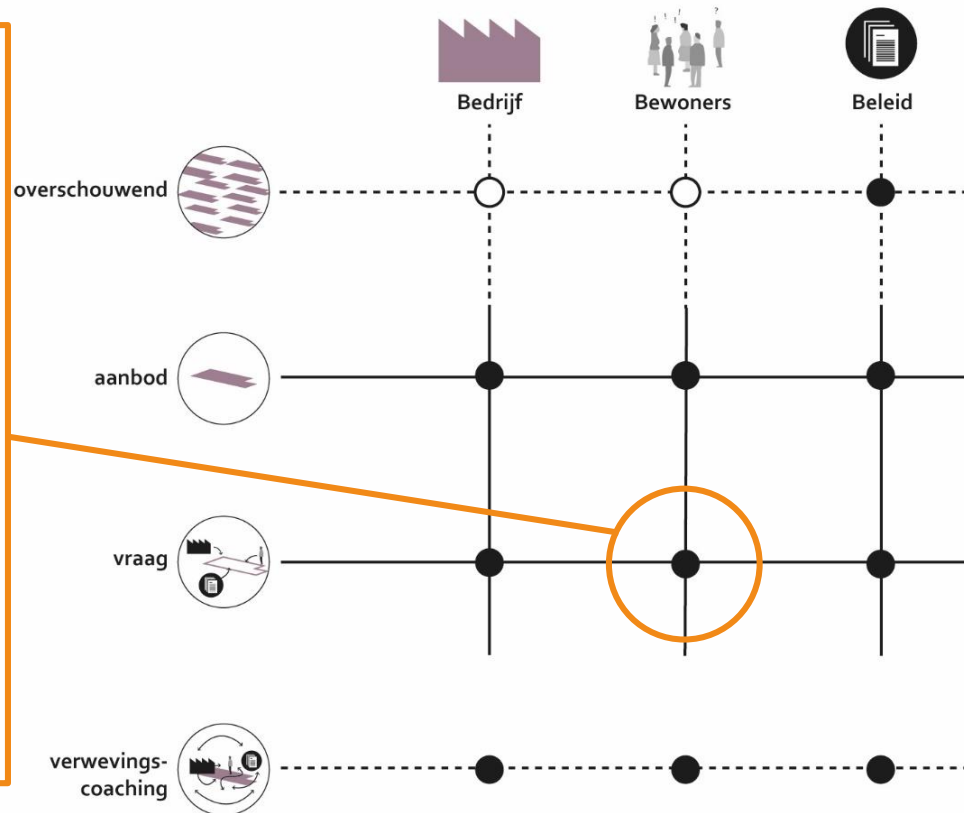 Bedrijf
Bewoners
Beleid
overschouwend
aanbod
vraag
verwevings-
coaching